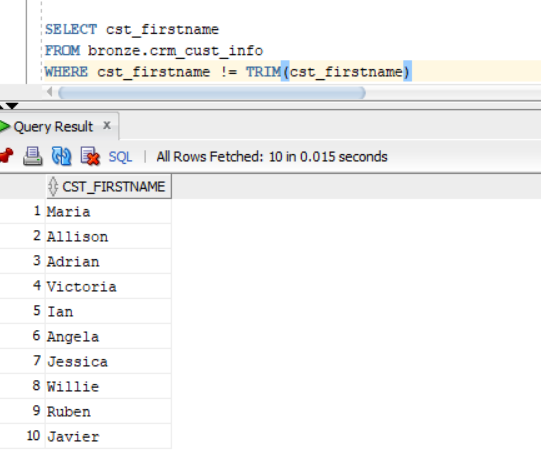 SELECT cst_firstname
FROM bronze.crm_cust_info
WHERE cst_firstname != TRIM(cst_firstname)
Query Result x
SQL | All Rows Fetched: 10 in 0.015 seconds
CST_FIRSTNAME
1 Maria
2 Allison
3 Adrian
4 Victoria
5 Ian
6 Angela
7 Jessica
8 Willie
9 Ruben
10 Javier